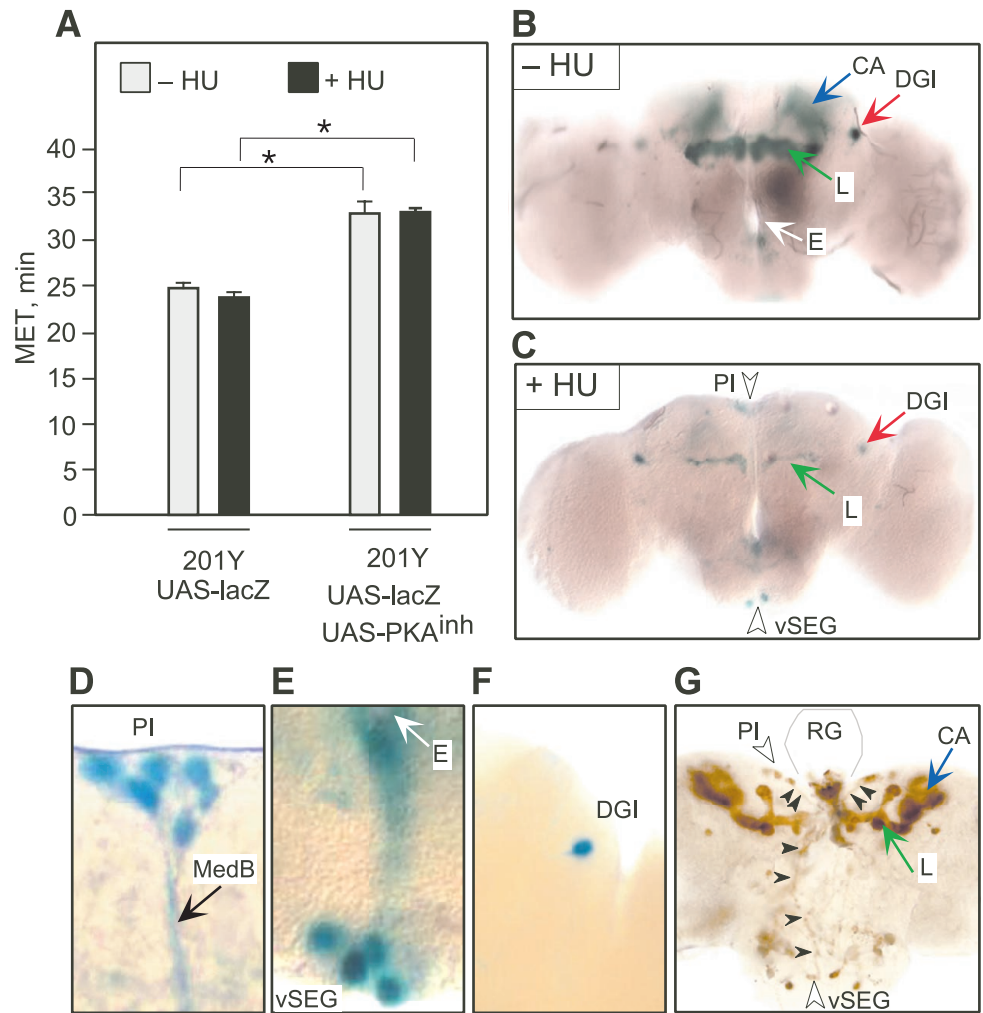 A
– HU
+ HU
*
*
40
35
30
25
20
15
10
5
0
MET, min
201Y
UAS-lacZ
201Y
UAS-lacZ
UAS-PKAinh
B
– HU
CA
DGI
L
E
C
+ HU
PI
DGI
L
vSEG
D
PI
MedB
E
E
vSEG
F
DGI
G
PI
RG
CA
L
vSEG